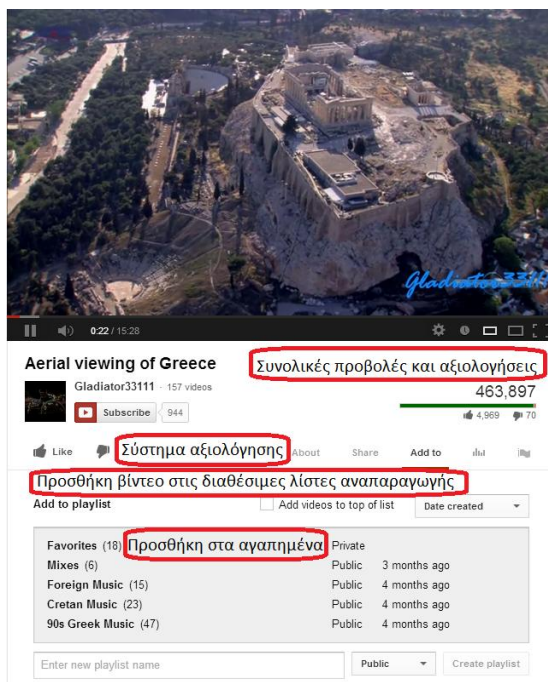 Gladiator33111
0:22 / 15:28
Aerial viewing of Greece
Συνολικές προβολές και αξιολογήσεις
Gladiator33111 · 157 videos
463,897
Subscribe 944
4,969 70
Like Σύστημα αξιολόγησης About Share Add to
Προσθήκη βίντεο στις διαθέσιμες λίστες αναπαραγωγής
Add to playlist Add videos to top of list Date created
Favorites (18) Προσθήκη στα αγαπημένα Private
Mixes (6) Public 3 months ago
Foreign Music (15) Public 4 months ago
Cretan Music (23) Public 4 months ago
90s Greek Music (47) Public 4 months ago
Enter new playlist name Public Create playlist